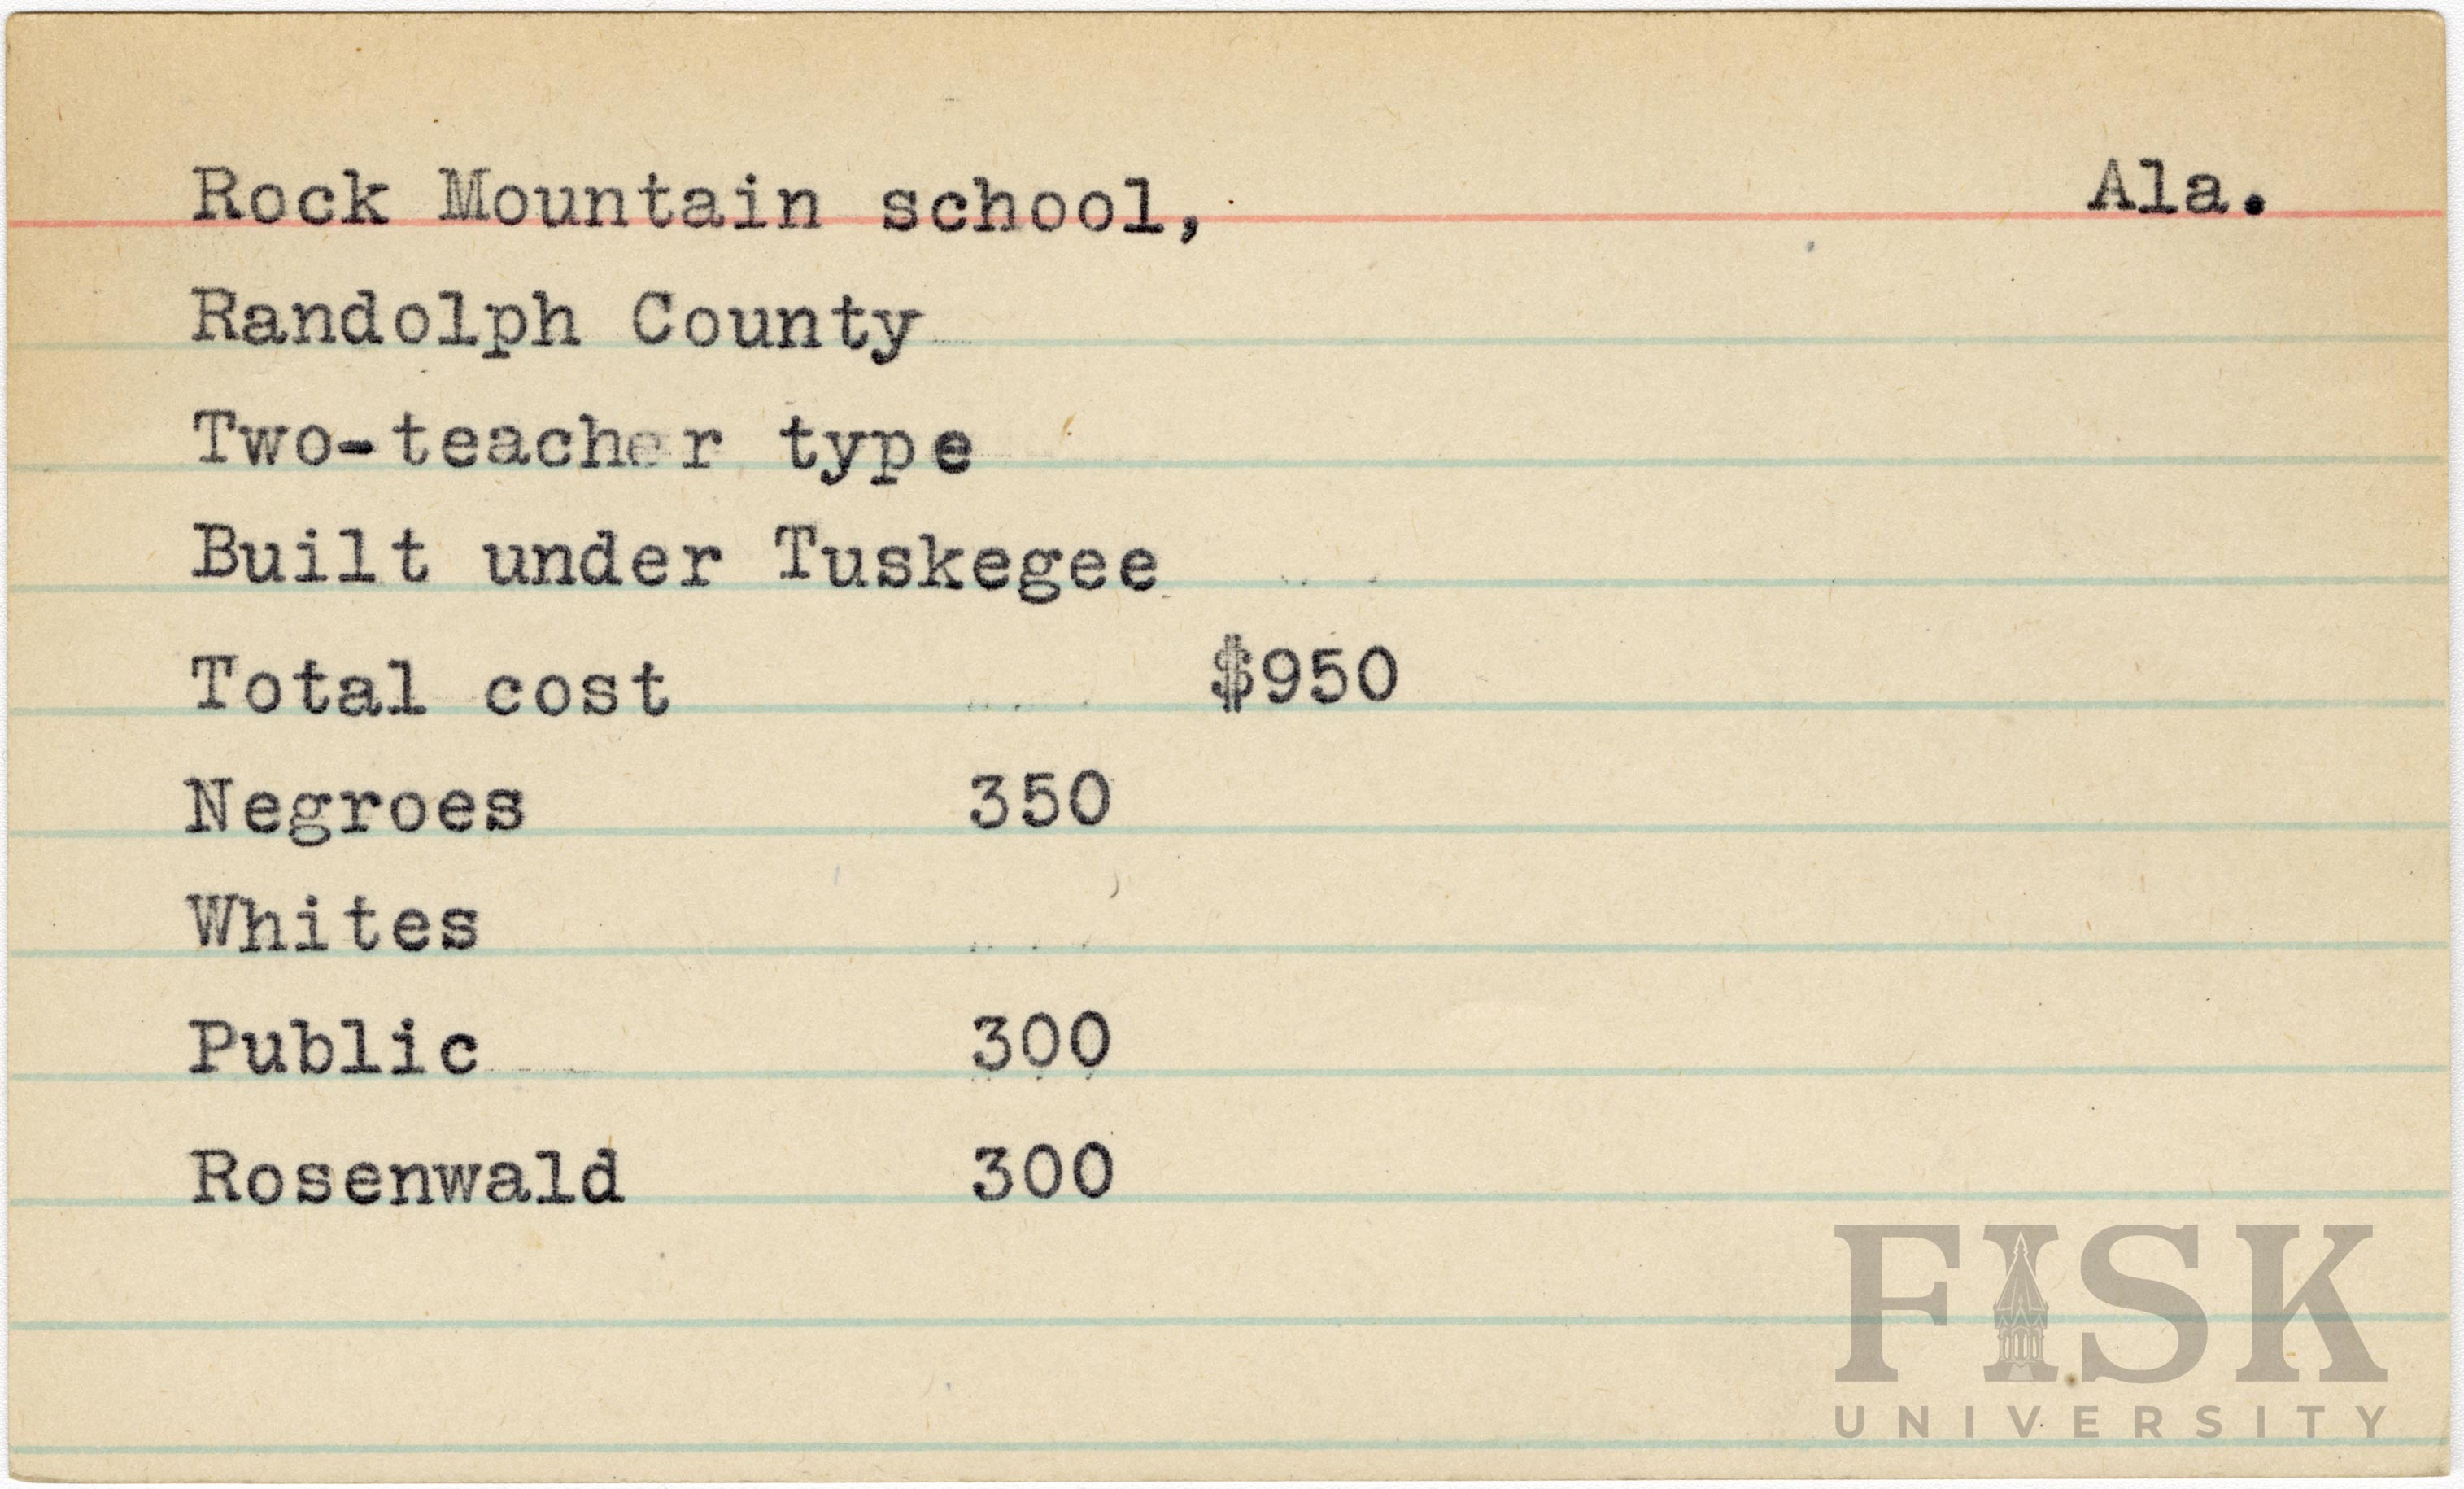 Rock Mountain school, Ala.
Randolph County
Two-teacher type
Built under Tuskegee
Total cost $950
Negroes 350
Whites
Public 300
Rosenwald 300
FISK
UNIVERSITY